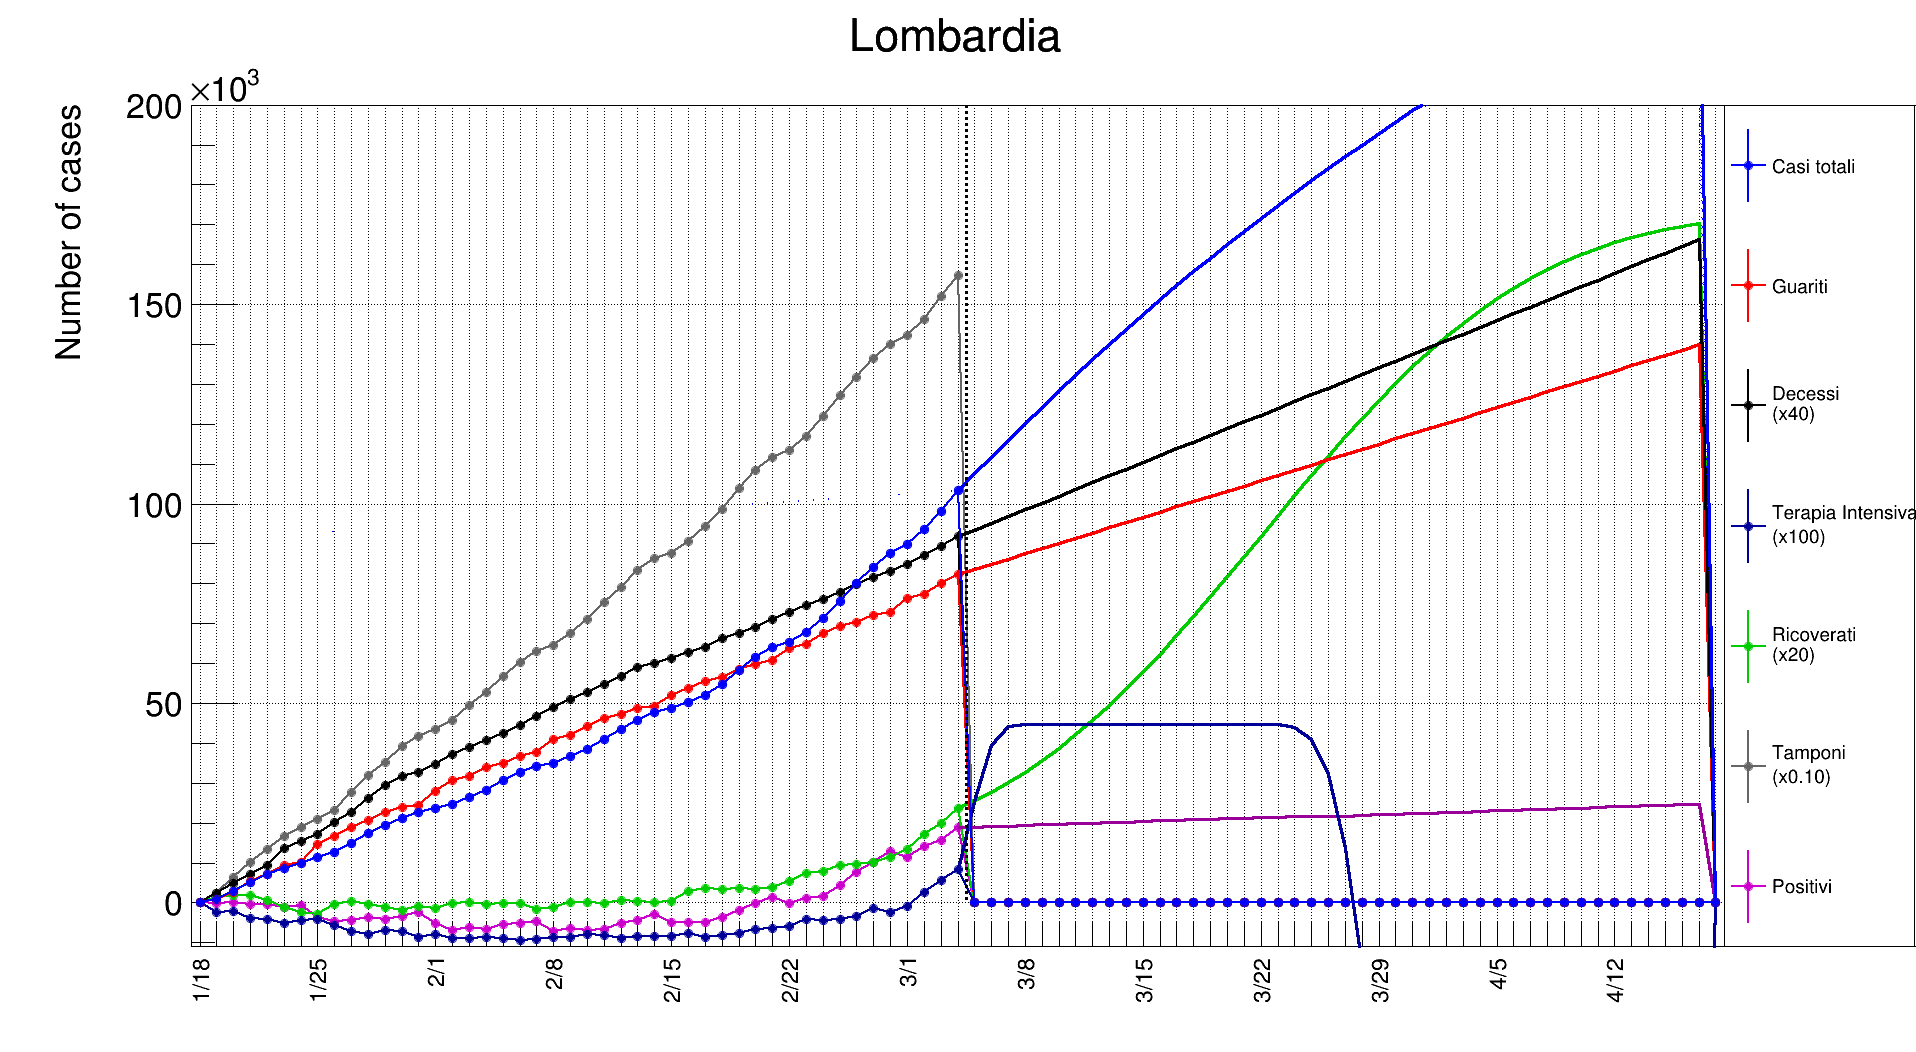 Lombardia
×10³
Number of cases
200
150
100
50
0
1/18
1/25
2/1
2/8
2/15
2/22
3/1
3/8
3/15
3/22
3/29
4/5
4/12
Casi totali
Guariti
Decessi
(x40)
Terapia Intensiva
(x100)
Ricoverati
(x20)
Tamponi
(x0.10)
Positivi